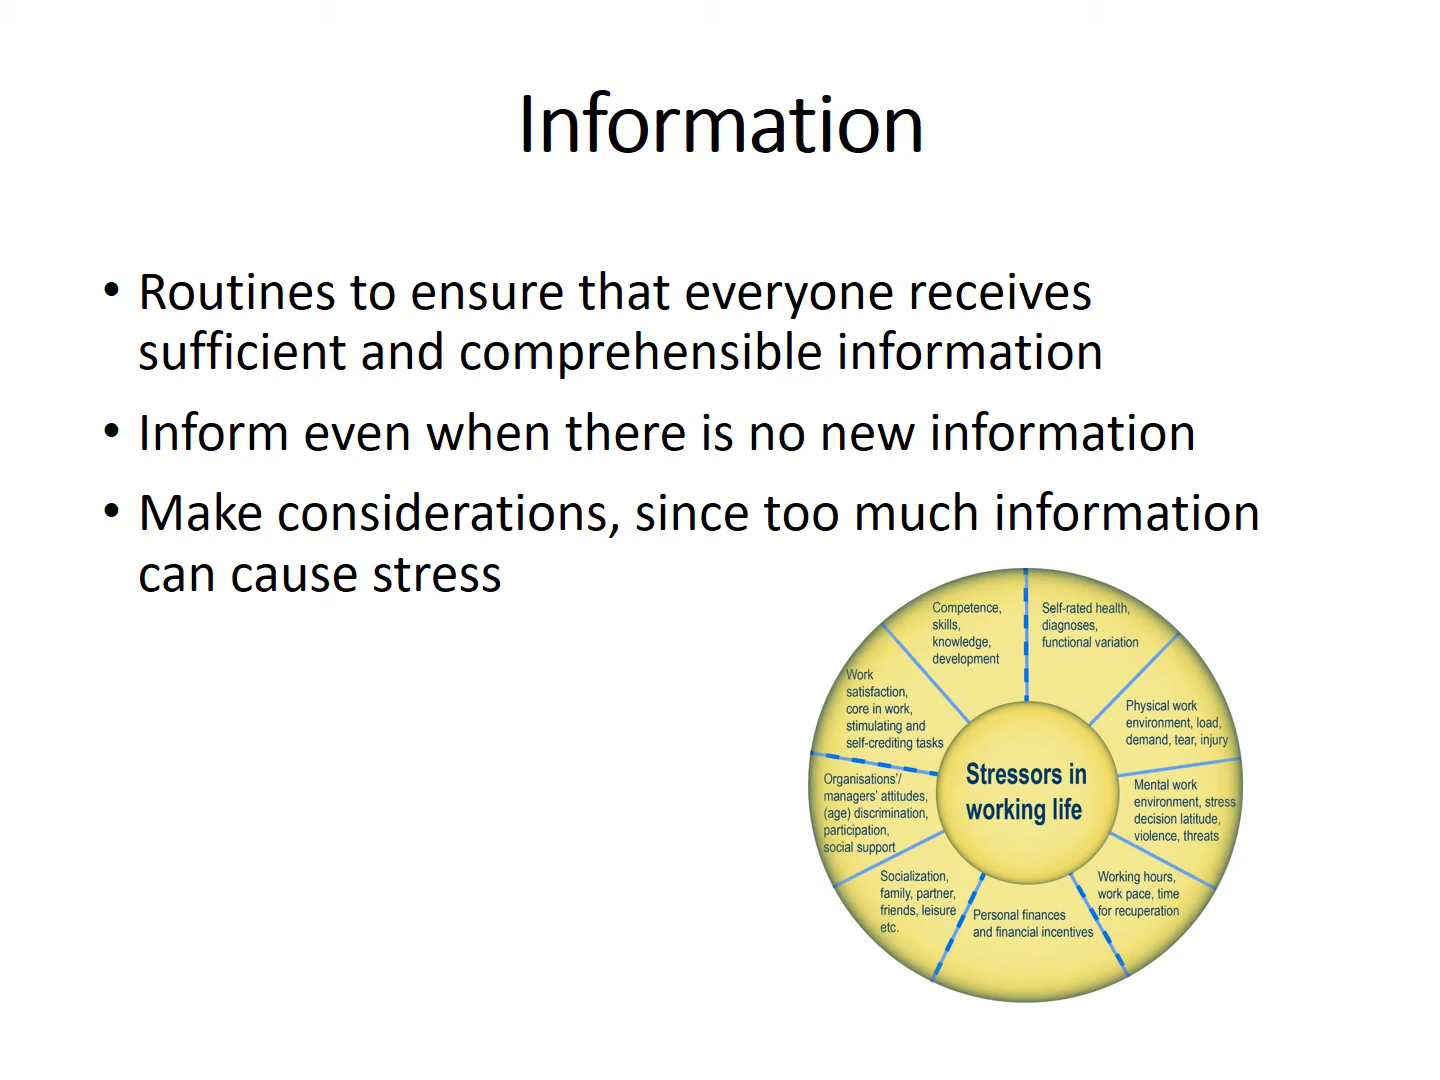 Information
• Routines to ensure that everyone receives
sufficient and comprehensible information
• Inform even when there is no new information
• Make considerations, since too much information
can cause stress
Competence,
skills,
knowledge,
development
Self-rated health,
diagnoses,
functional variation
Physical work
environment, load,
demand, tear, injury
Mental work
environment, stress
decision latitude,
violence, threats
Working hours,
work pace, time
for recuperation
Personal finances
and financial incentives
Socialization,
family, partner,
friends, leisure
etc.
Organisations’/
managers’ attitudes,
(age) discrimination,
participation,
social support
Work
satisfaction,
core in work,
stimulating and
self-crediting tasks
Stressors in
working life